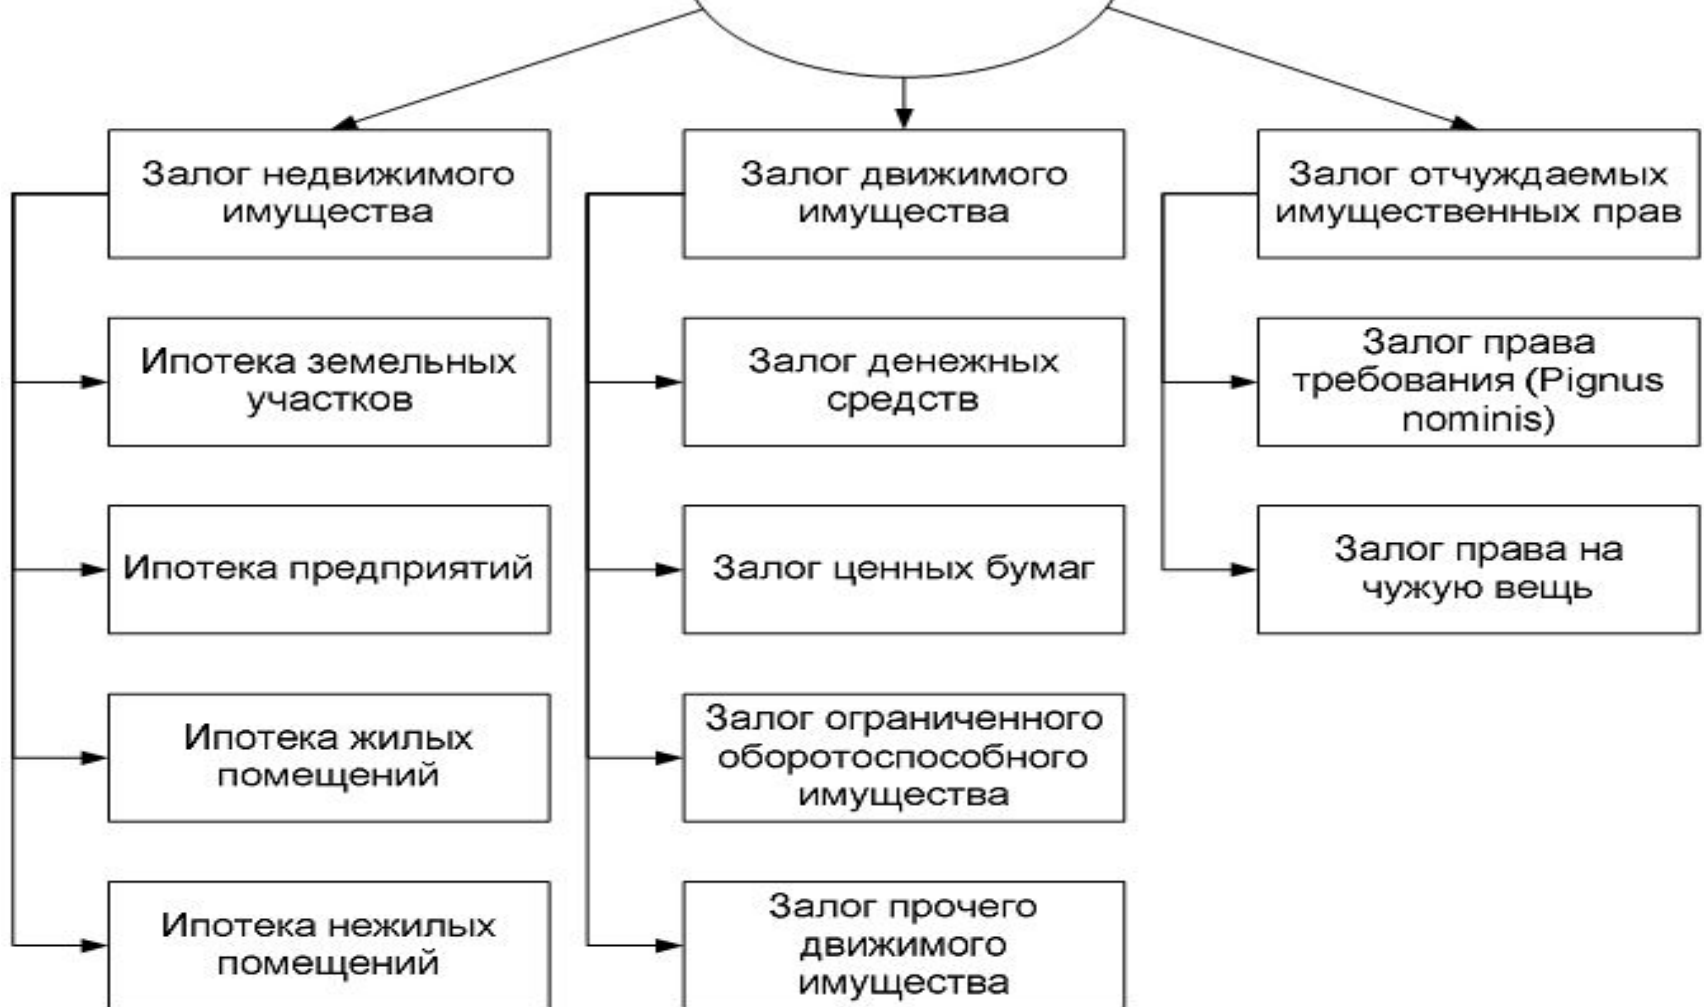 Залог недвижимого
имущества
Ипотека земельных
участков
Ипотека предприятий
Ипотека жилых
помещений
Ипотека нежилых
помещений
Залог движимого
имущества
Залог денежных
средств
Залог ценных бумаг
Залог ограниченного
оборотоспособного
имущества
Залог прочего
движимого
имущества
Залог отчуждаемых
имущественных прав
Залог права
требования (Pignus
nominis)
Залог права на
чужую вещь